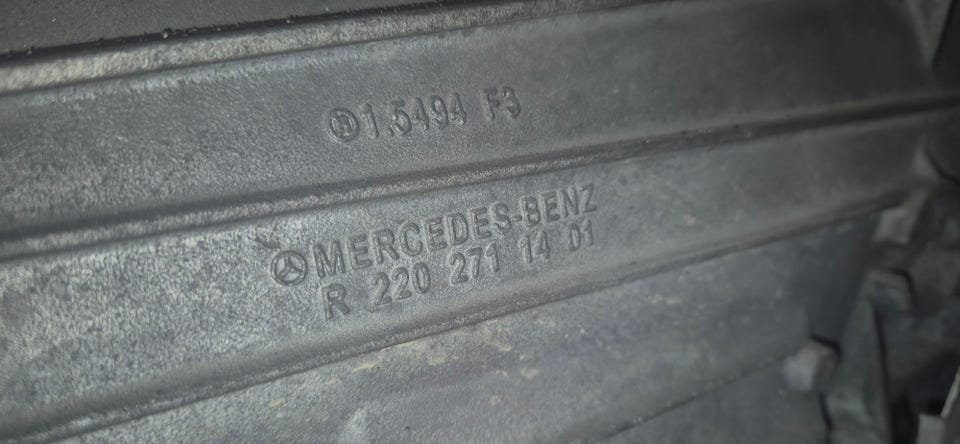 1.5494 F3
MERCEDES-BENZ
R 220 271 14 01